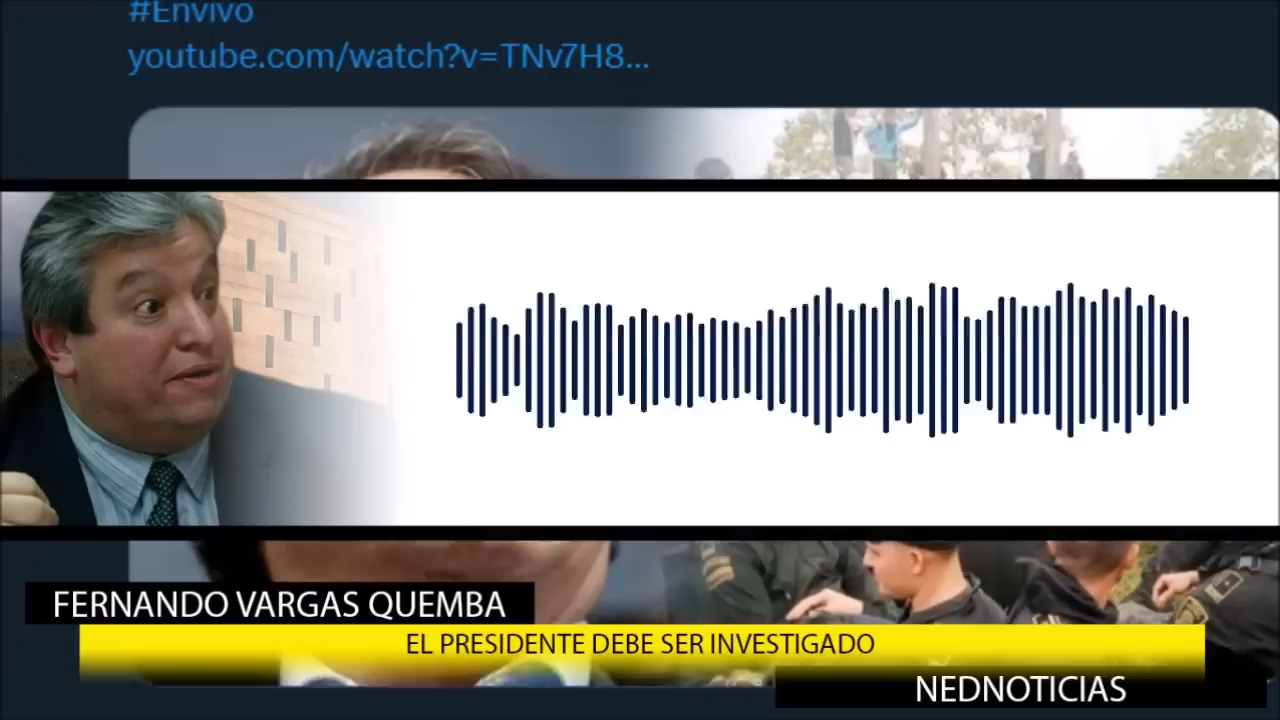 #Envivo
youtube.com/watch?v=TNv7H8...
FERNANDO VARGAS QUEMBA
EL PRESIDENTE DEBE SER INVESTIGADO
NEDNOTICIAS